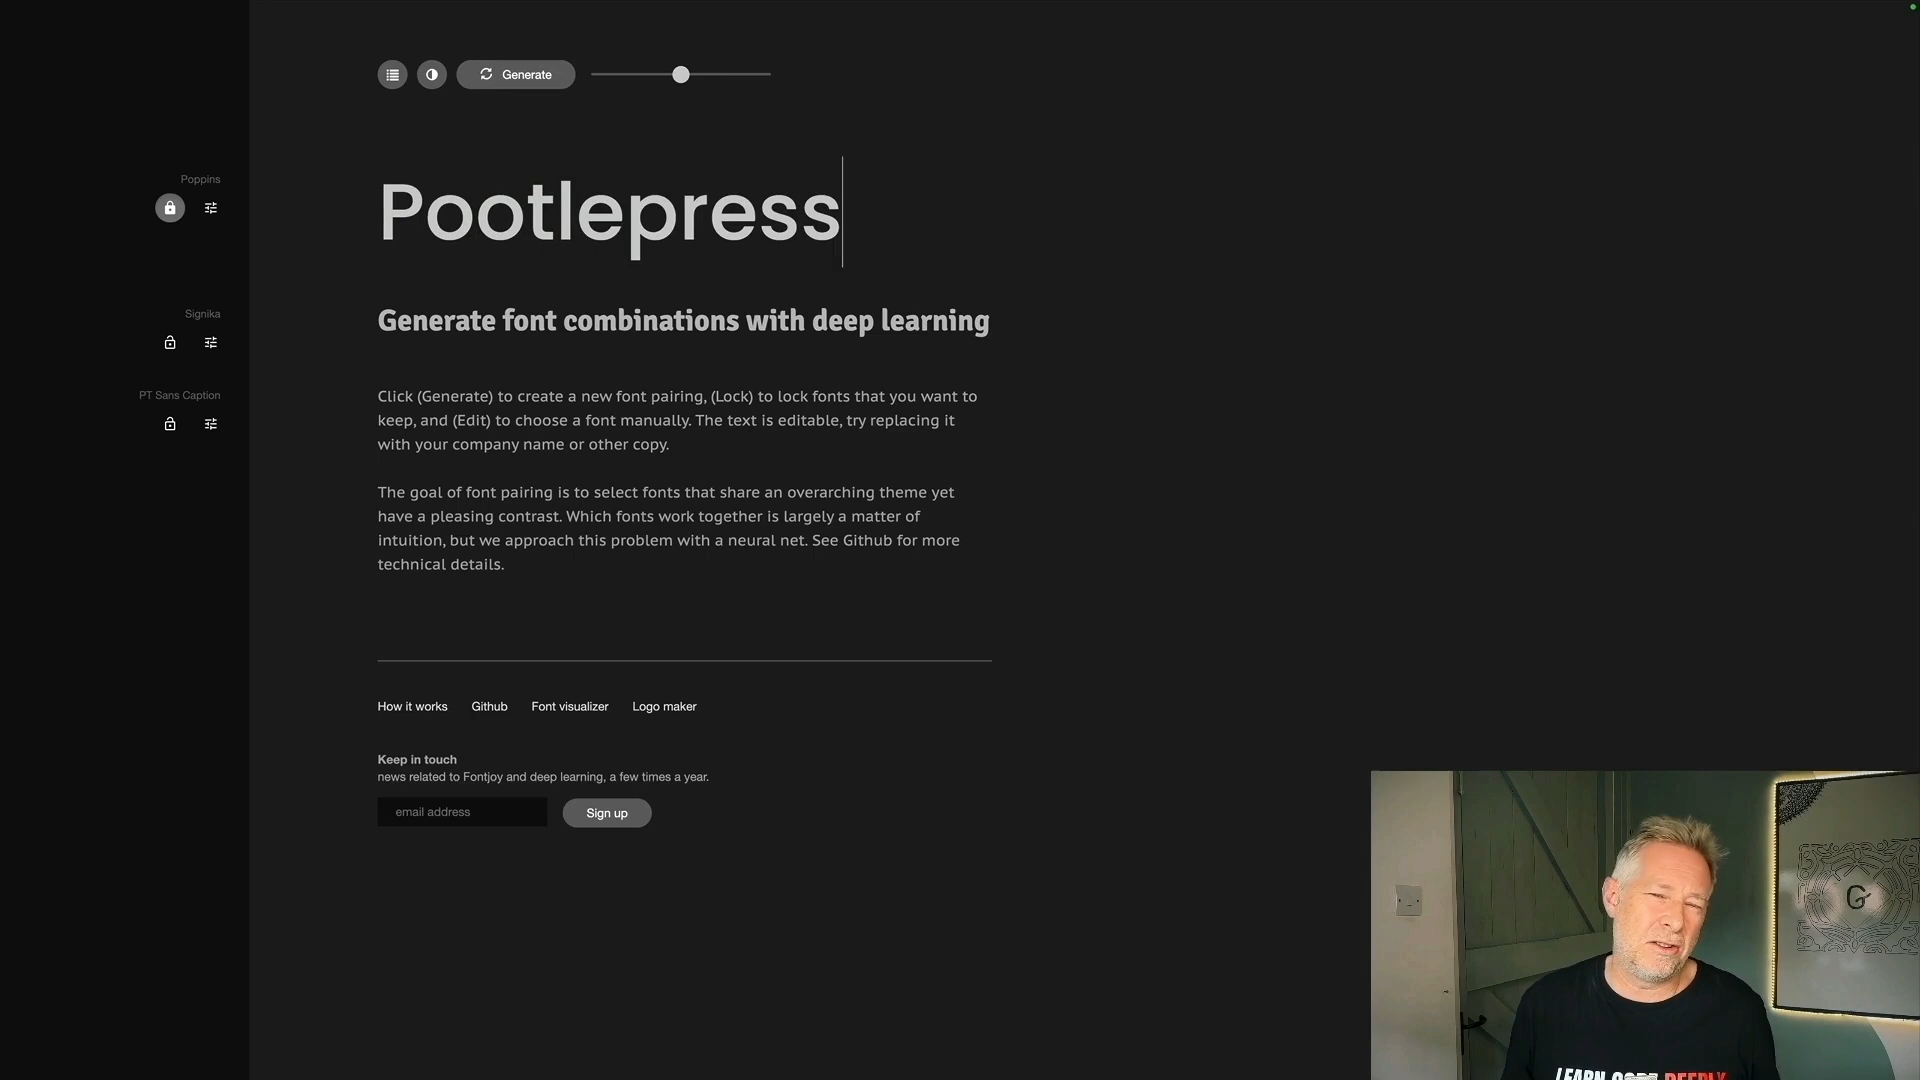 Generate
Poppins
Pootlepress
Signika
Generate font combinations with deep learning
PT Sans Caption
Click (Generate) to create a new font pairing, (Lock) to lock fonts that you want to
keep, and (Edit) to choose a font manually. The text is editable, try replacing it
with your company name or other copy.
The goal of font pairing is to select fonts that share an overarching theme yet
have a pleasing contrast. Which fonts work together is largely a matter of
intuition, but we approach this problem with a neural net. See Github for more
technical details.
How it works Github Font visualizer Logo maker
Keep in touch
news related to Fontjoy and deep learning, a few times a year.
email address Sign up
G
LEARN CODE DEEPLY